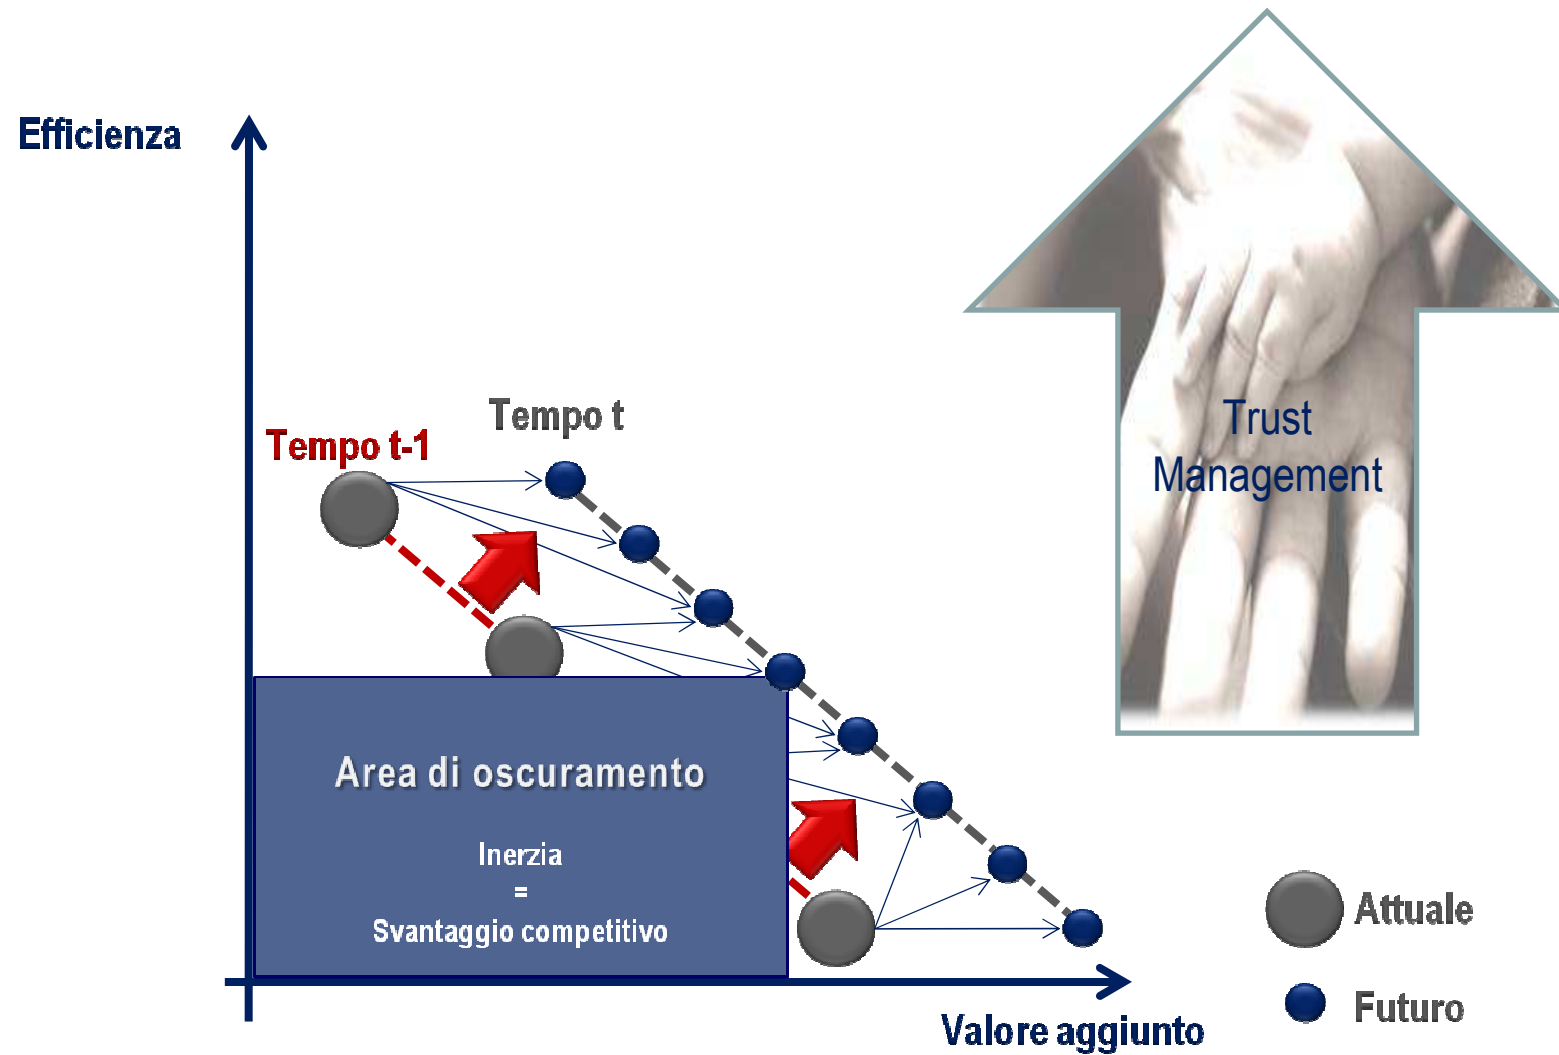 Efficienza
Tempo t
Tempo t-1
Trust
Management
Area di oscuramento
Inerzia
=
Svantaggio competitivo
Attuale
Futuro
Valore aggiunto